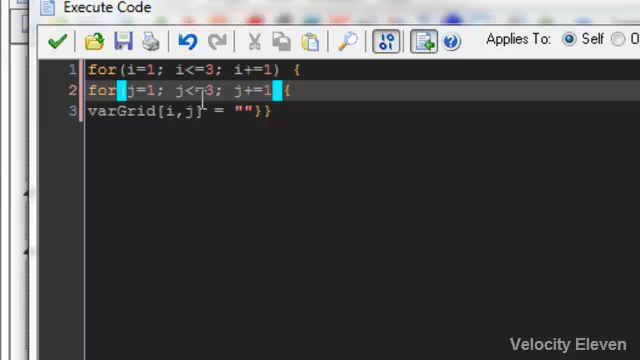 Execute Code
Applies To: Self O
1 for(i=1; i<=3; i+=1) {
2 for(j=1; j<=3; j+=1){
3 varGrid[i,j] = ""}}
Velocity Eleven